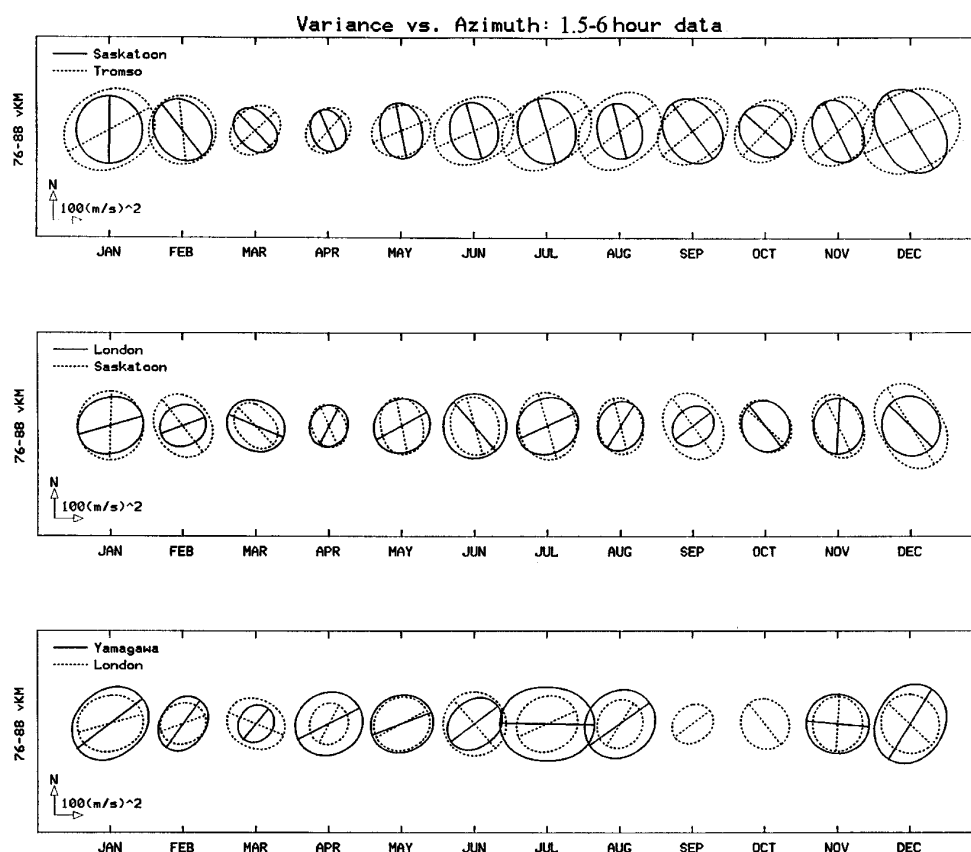 Variance vs. Azimuth: 1.5-6 hour data
Saskatoon
Tromso
76-88 vKM
N
100(m/s)^2
JAN FEB MAR APR MAY JUN JUL AUG SEP OCT NOV DEC
London
Saskatoon
76-88 vKM
N
100(m/s)^2
JAN FEB MAR APR MAY JUN JUL AUG SEP OCT NOV DEC
Yamagawa
London
76-88 vKM
N
100(m/s)^2
JAN FEB MAR APR MAY JUN JUL AUG SEP OCT NOV DEC